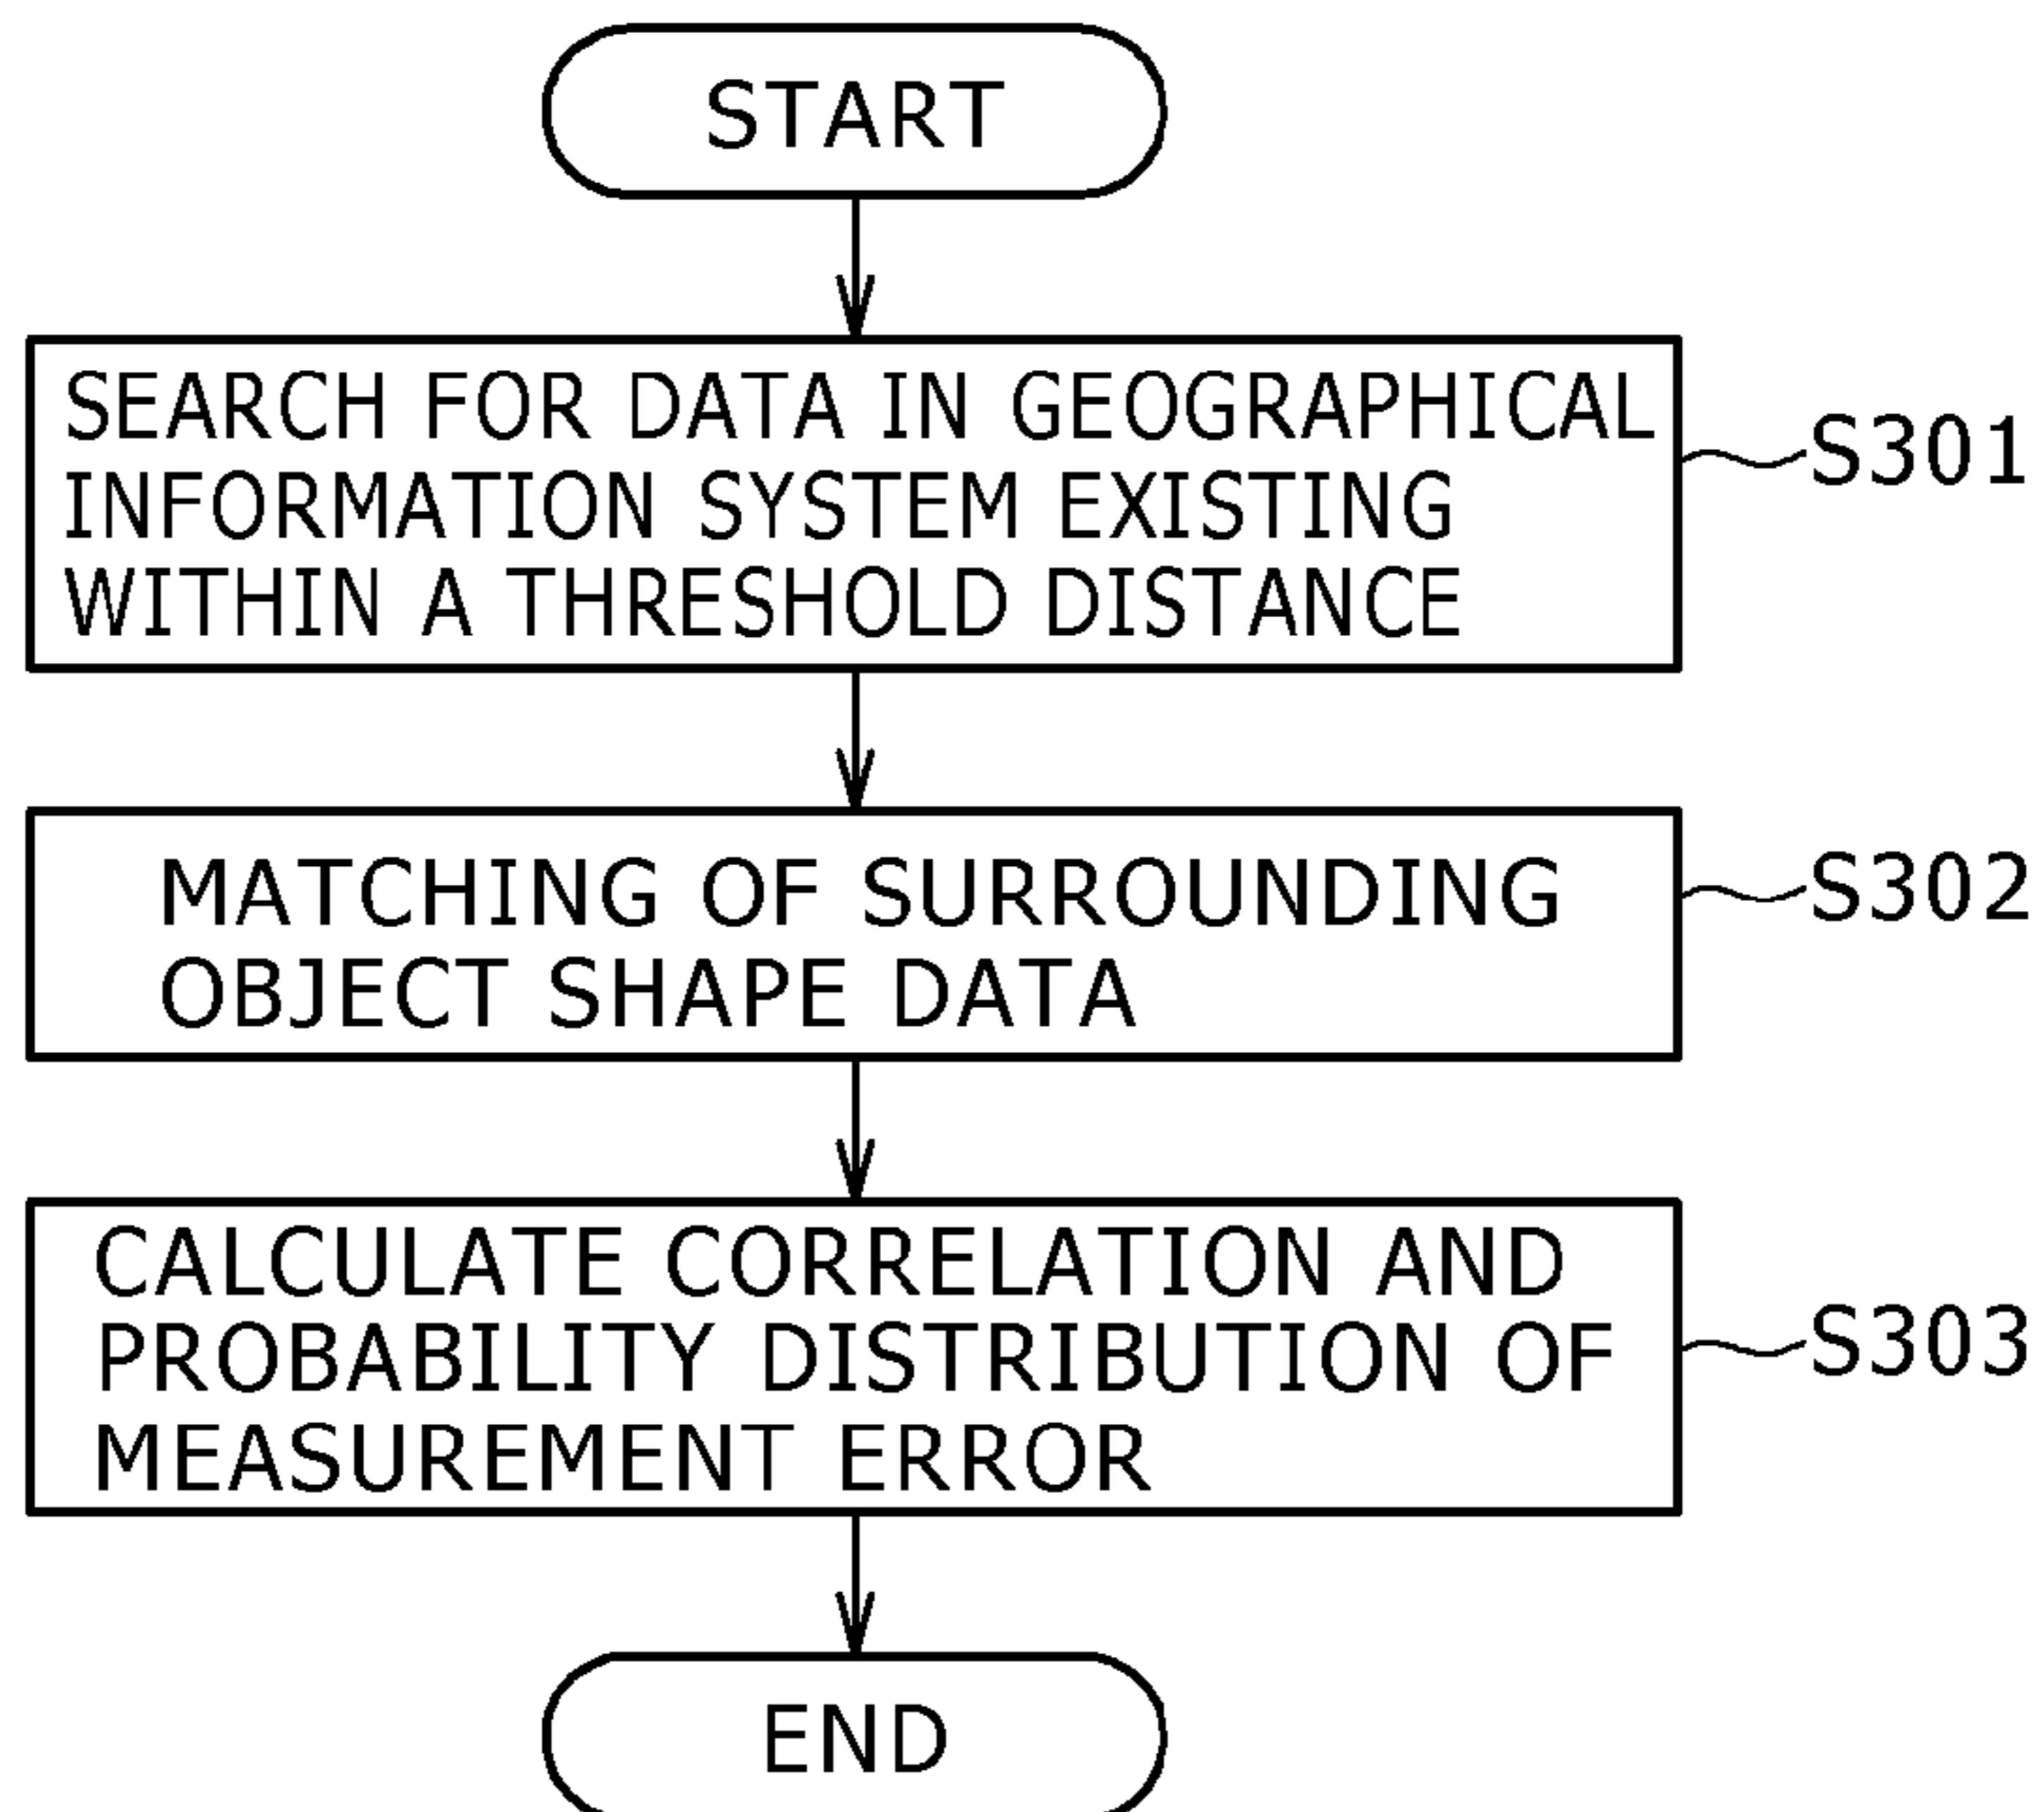 START
SEARCH FOR DATA IN GEOGRAPHICAL
INFORMATION SYSTEM EXISTING
WITHIN A THRESHOLD DISTANCE
S301
MATCHING OF SURROUNDING
OBJECT SHAPE DATA
S302
CALCULATE CORRELATION AND
PROBABILITY DISTRIBUTION OF
MEASUREMENT ERROR
S303
END